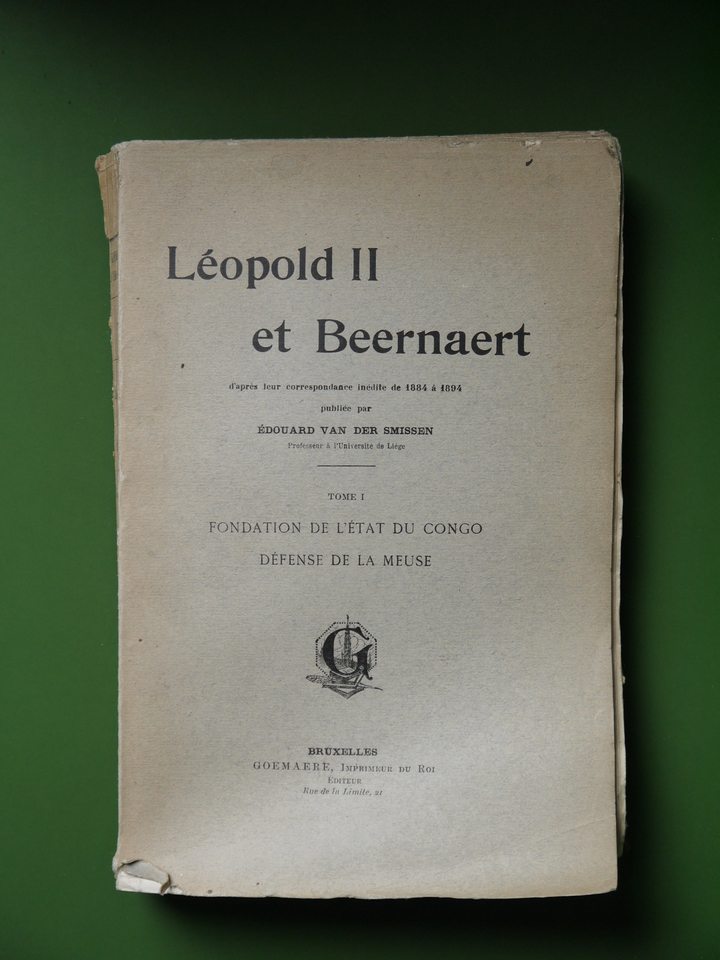 Léopold II
et Beernaert
d'après leur correspondance inédite de 1884 à 1894
publiée par
ÉDOUARD VAN DER SMISSEN
Professeur à l'Université de Liége
TOME I
FONDATION DE L'ÉTAT DU CONGO
DÉFENSE DE LA MEUSE
G
BRUXELLES
GOEMAERE, Imprimeur du Roi
Editeur
Rue de la Limite, 21